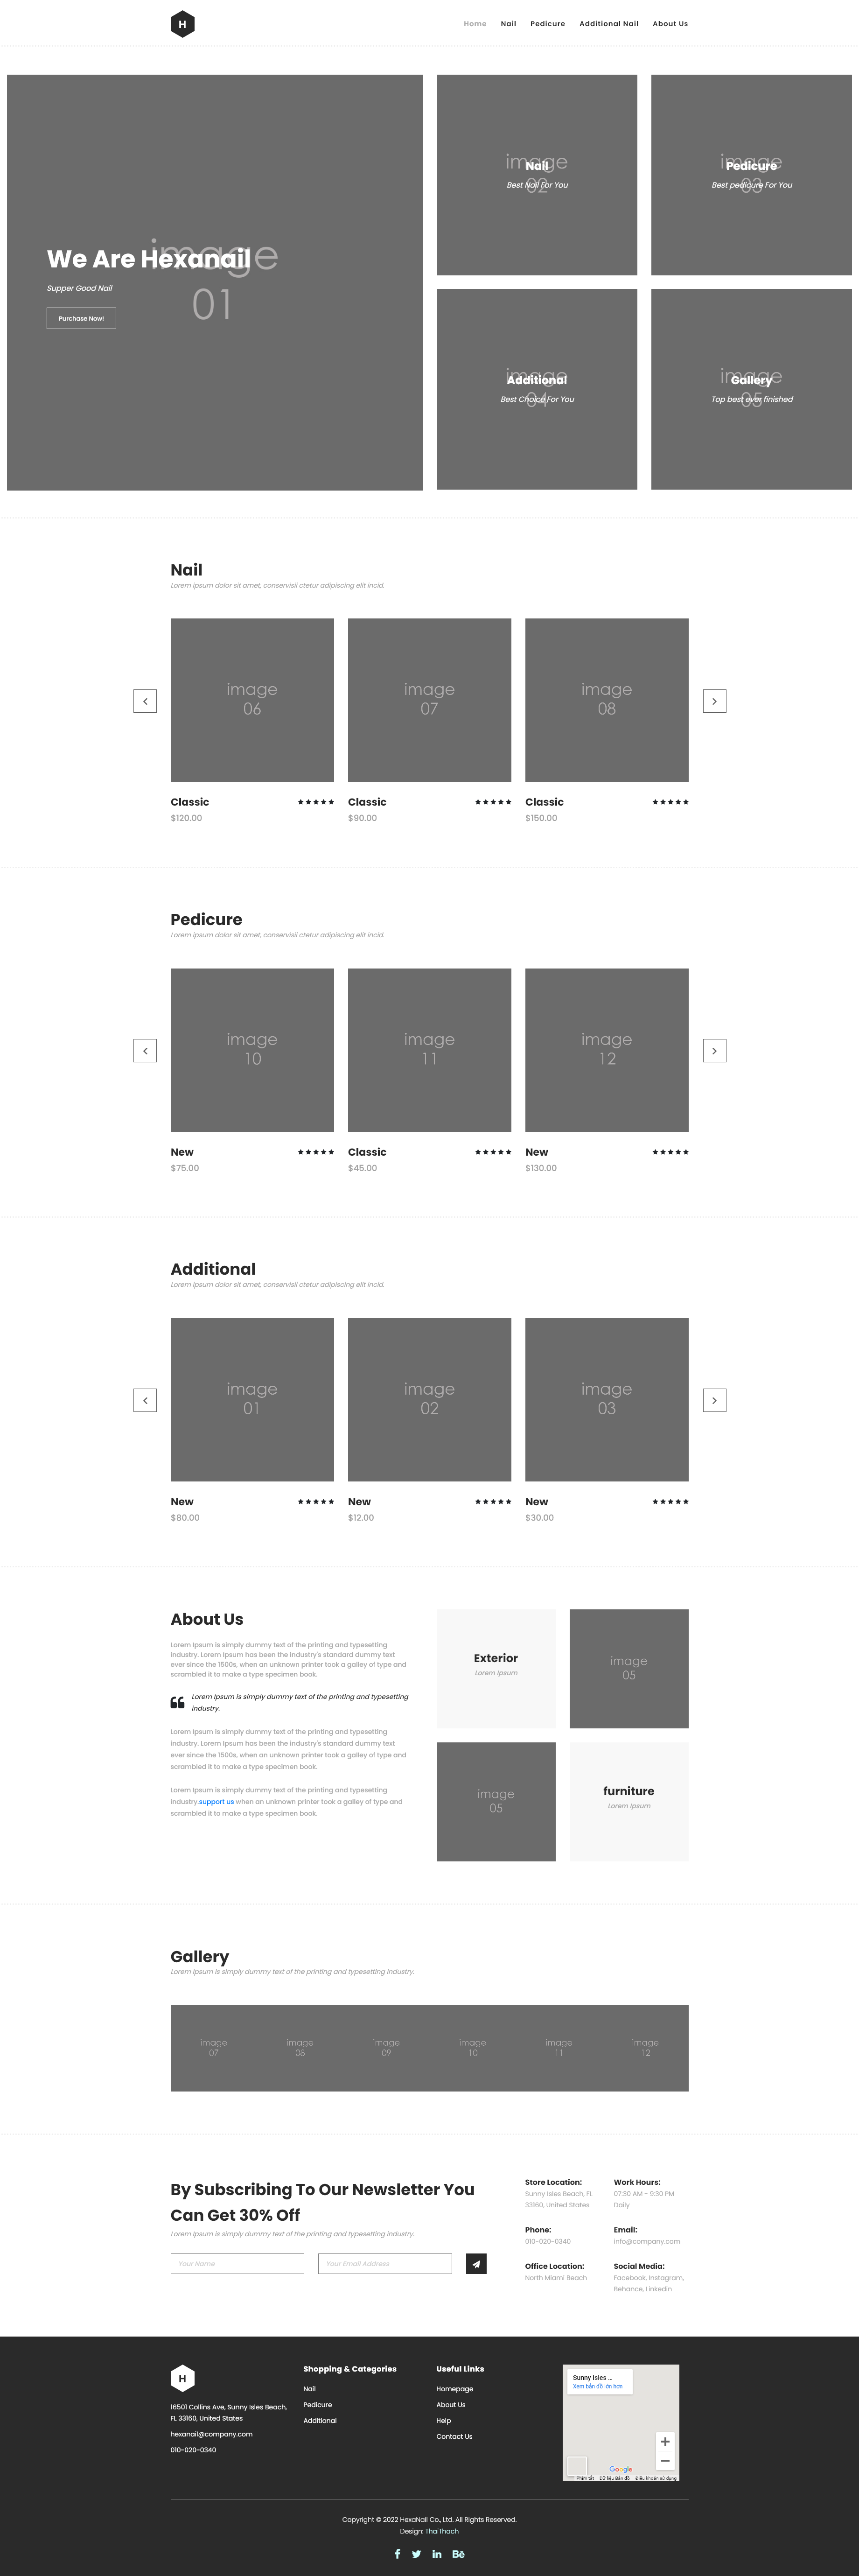 H
Home Nail Pedicure Additional Nail About Us
image
01
We Are Hexanail
Supper Good Nail
Purchase Now!
image
02
Nail
Best Nail For You
image
03
Pedicure
Best pedicure For You
image
04
Additional
Best Choice For You
image
05
Gallery
Top best ever finished
Nail
Lorem ipsum dolor sit amet, conservisii ctetur adipiscing elit incid.
image
06
image
07
image
08
Classic
$120.00
Classic
$90.00
Classic
$150.00
Pedicure
Lorem ipsum dolor sit amet, conservisii ctetur adipiscing elit incid.
image
10
image
11
image
12
New
$75.00
Classic
$45.00
New
$130.00
Additional
Lorem ipsum dolor sit amet, conservisii ctetur adipiscing elit incid.
image
01
image
02
image
03
New
$80.00
New
$12.00
New
$30.00
About Us
Lorem Ipsum is simply dummy text of the printing and typesetting
industry. Lorem Ipsum has been the industry's standard dummy text
ever since the 1500s, when an unknown printer took a galley of type and
scrambled it to make a type specimen book.
Lorem Ipsum is simply dummy text of the printing and typesetting
industry.
Lorem Ipsum is simply dummy text of the printing and typesetting
industry. Lorem Ipsum has been the industry's standard dummy text
ever since the 1500s, when an unknown printer took a galley of type and
scrambled it to make a type specimen book.
Lorem Ipsum is simply dummy text of the printing and typesetting
industry.support us when an unknown printer took a galley of type and
scrambled it to make a type specimen book.
Exterior
Lorem Ipsum
image
05
image
05
furniture
Lorem Ipsum
Gallery
Lorem Ipsum is simply dummy text of the printing and typesetting industry.
image
07
image
08
image
09
image
10
image
11
image
12
By Subscribing To Our Newsletter You
Can Get 30% Off
Lorem Ipsum is simply dummy text of the printing and typesetting industry.
Your Name
Your Email Address
Store Location:
Sunny Isles Beach, FL
33160, United States
Work Hours:
07:30 AM - 9:30 PM
Daily
Phone:
010-020-0340
Email:
info@company.com
Office Location:
North Miami Beach
Social Media:
Facebook, Instagram,
Behance, Linkedin
H
16501 Collins Ave, Sunny Isles Beach,
FL 33160, United States
hexanail@company.com
010-020-0340
Shopping & Categories
Nail
Pedicure
Additional
Useful Links
Homepage
About Us
Help
Contact Us
Sunny Isles ...
Xem bản đồ lớn hơn
Google
Phím tắt Dữ liệu Bản đồ Điều khoản sử dụng
Copyright © 2022 HexaNail Co., Ltd. All Rights Reserved.
Design: ThaiThach
f in Bē